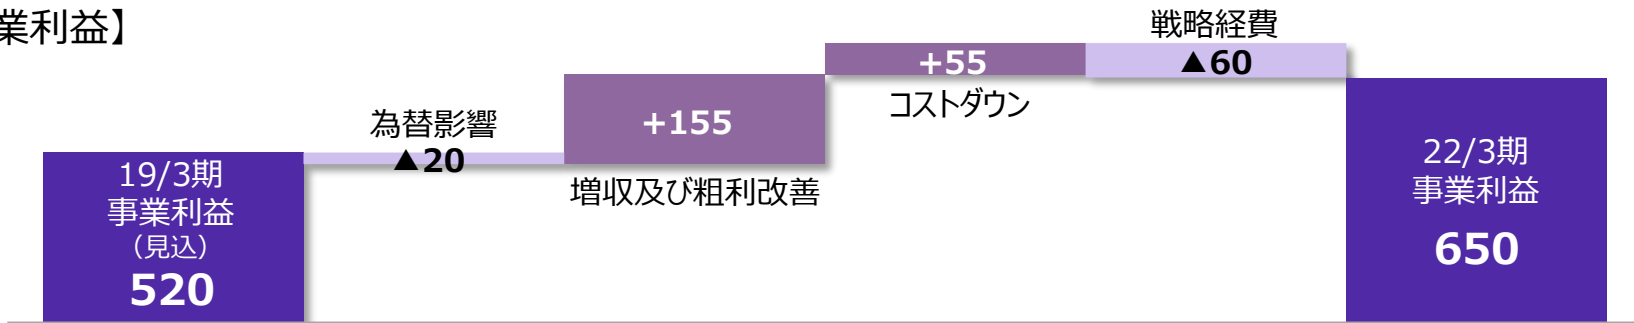 業利益】
19/3期
事業利益
（見込）
520
為替影響
▲20
+155
増収及び粗利改善
+55
コストダウン
戦略経費
▲60
22/3期
事業利益
650